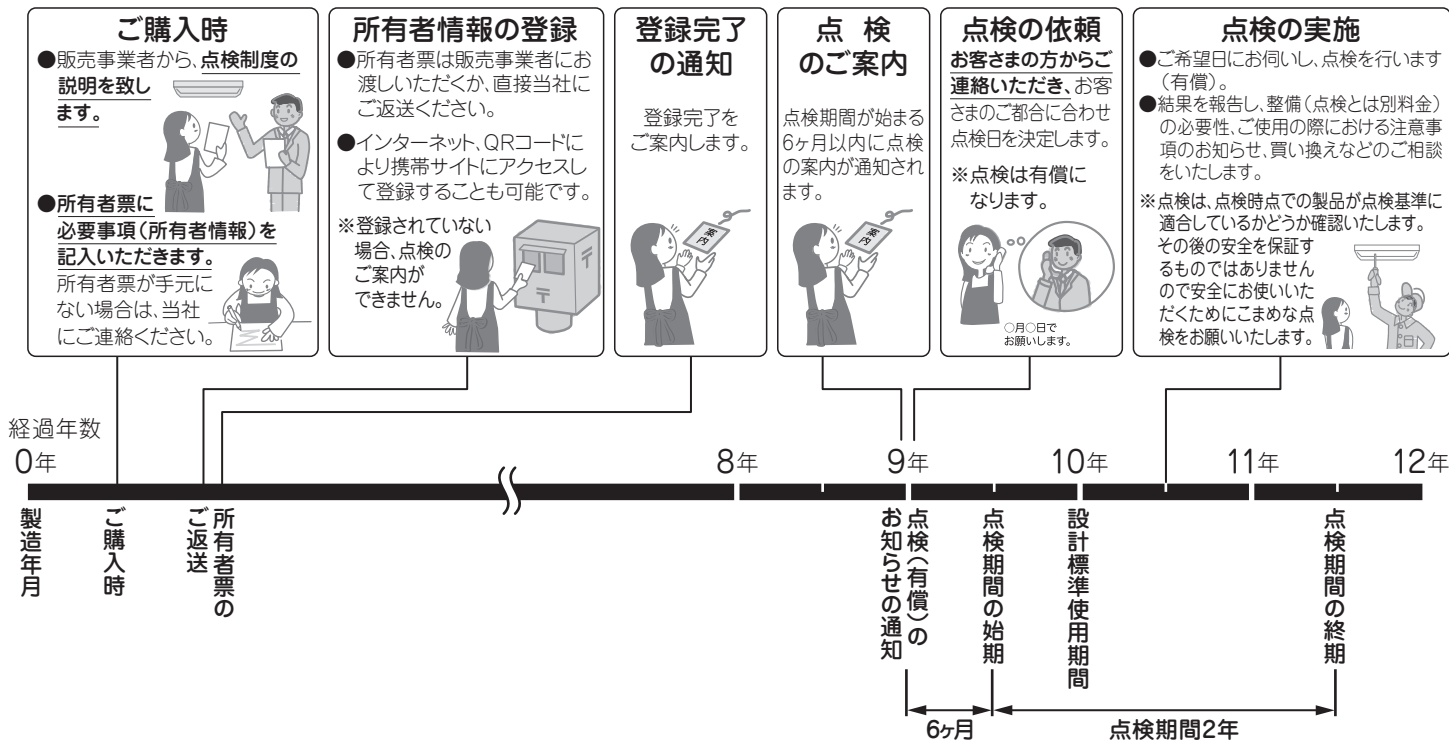 ご購入時
●販売事業者から、点検制度の
説明を致し
ます。
●所有者票に
必要事項(所有者情報)を
記入いただきます。
所有者票が手元に
ない場合は、当社
にご連絡ください。
所有者情報の登録
●所有者票は販売事業者にお
渡しいただくか、直接当社に
ご返送ください。
●インターネット、QRコードに
より携帯サイトにアクセスし
て登録することも可能です。
※登録されていない
場合、点検の
ご案内が
できません。
〒
〒
登録完了
の通知
登録完了を
ご案内します。
案内
点 検
のご案内
点検期間が始まる
6ヶ月以内に点検
の案内が通知され
ます。
案内
点検の依頼
お客さまの方からご
連絡いただき、お客
さまのご都合に合わせ
点検日を決定します。
※点検は有償に
なります。
○月○日で
お願いします。
点検の実施
●ご希望日にお伺いし、点検を行います
(有償)。
●結果を報告し、整備(点検とは別料金)
の必要性、ご使用の際における注意事
項のお知らせ、買い換えなどのご相談
をいたします。
※点検は、点検時点での製品が点検基準に
適合しているかどうか確認いたします。
その後の安全を保証す
るものではありません
ので安全にお使いいた
だくためにこまめな点
検をお願いいたします。
経過年数
0年
8年
9年
10年
11年
12年
製造年月
ご購入時
所有者票の
ご返送
点検(有償)の
お知らせの通知
点検期間の始期
設計標準使用期間
点検期間の終期
6ヶ月
点検期間2年